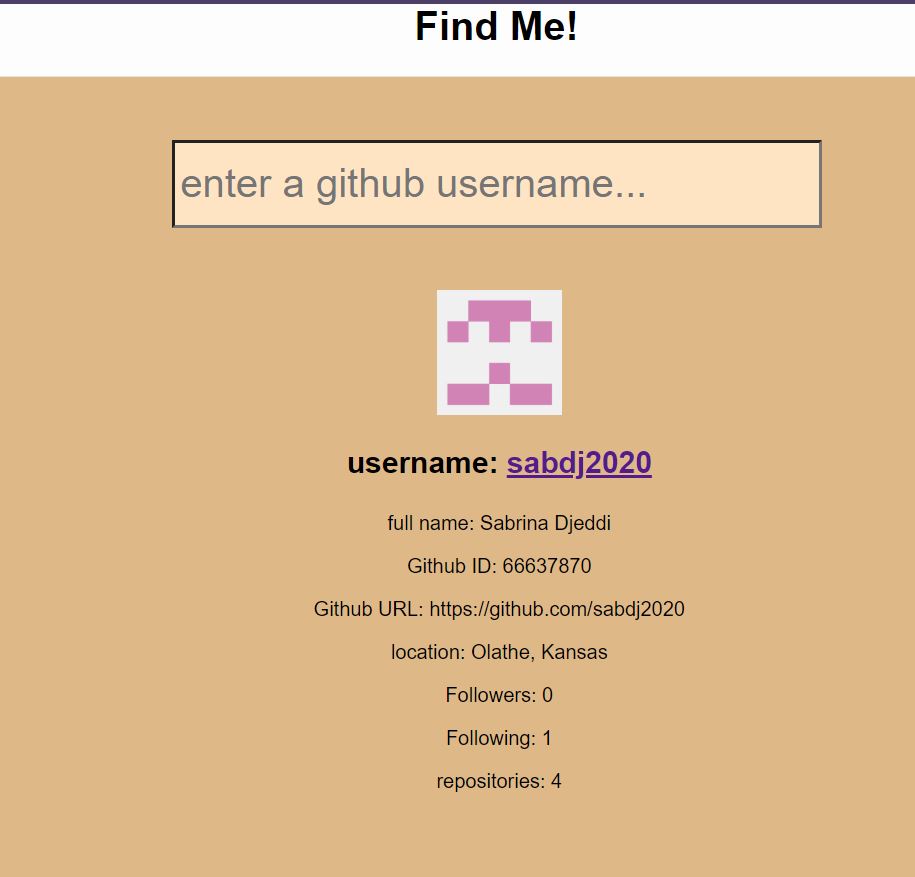 Find Me!
enter a github username...
username: sabdj2020
full name: Sabrina Djeddi
Github ID: 66637870
Github URL: https://github.com/sabdj2020
location: Olathe, Kansas
Followers: 0
Following: 1
repositories: 4